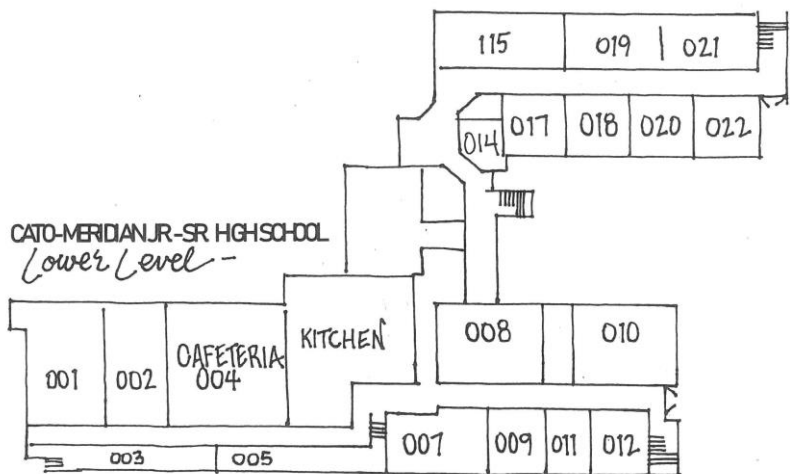 115 019 021
014 017 018 020 022
CATO-MERIDIAN JR-SR HGH SCHOOL
Lower Level -
001 002 CAFETERIA 004 KITCHEN 008 010
003 005 007 009 011 012